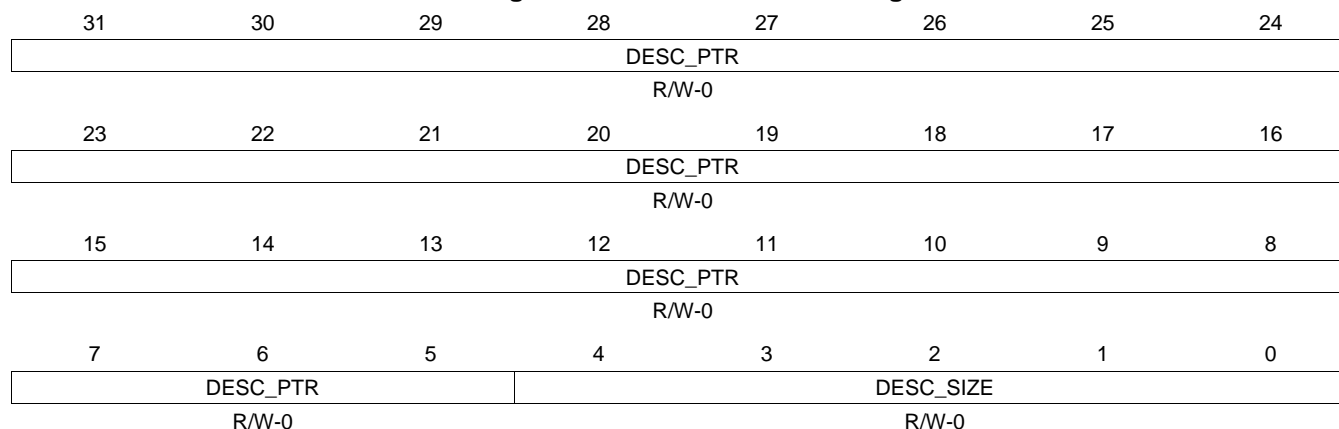 31 30 29 28 27 26 25 24
DESC_PTR
R/W-0
23 22 21 20 19 18 17 16
DESC_PTR
R/W-0
15 14 13 12 11 10 9 8
DESC_PTR
R/W-0
7 6 5 4 3 2 1 0
DESC_PTR DESC_SIZE
R/W-0 R/W-0